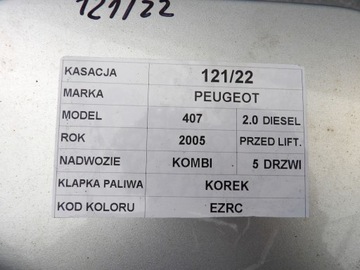 121/22
KASACJA 121/22
MARKA PEUGEOT
MODEL 407 2.0 DIESEL
ROK 2005 PRZED LIFT.
NADWOZIE KOMBI 5 DRZWI
KLAPKA PALIWA KOREK
KOD KOLORU EZRC